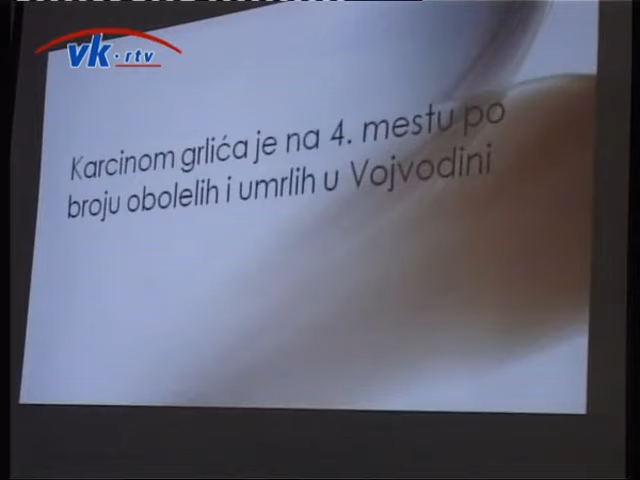 vk·rtv
Karcinom grlića je na 4. mestu po
broju obolelih i umrlih u Vojvodini